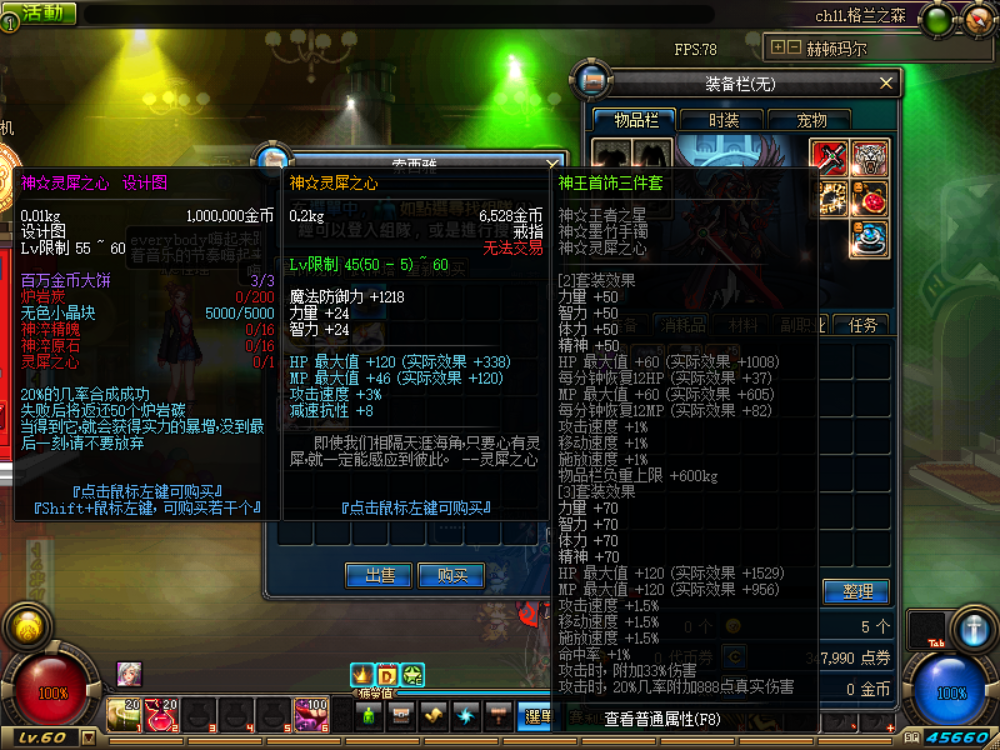 活動
1
ch11.格兰之森
FPS:78
赫顿玛尔
装备栏(无)
物品栏
时装
宠物
索西雅
神☆灵犀之心 设计图
0.01kg
1,000,000金币
设计图
Lv限制 55 ~ 60
百万金币大饼
3/3
炉岩炭
0/200
无色小晶块
5000/5000
神淬精魄
0/16
神淬原石
0/16
灵犀之心
0/1
20%的几率合成成功
失败后将返还50个炉岩碳
当得到它,就会获得实力的暴增,没到最
后一刻,请不要放弃
『点击鼠标左键可购买』
『Shift+鼠标左键, 可购买若干个』
神☆灵犀之心
0.2kg
6,528金币
戒指
无法交易
Lv限制 45(50 - 5) ~ 60
魔法防御力 +1218
力量 +24
智力 +24
HP 最大值 +120 (实际效果 +338)
MP 最大值 +46 (实际效果 +120)
攻击速度 +3%
减速抗性 +8
即使我们相隔天涯海角,只要心有灵
犀,就一定能感应到彼此。 --灵犀之心
『点击鼠标左键可购买』
神王首饰三件套
神☆王者之星
神☆墨竹手镯
神☆灵犀之心
[2]套装效果
力量 +50
智力 +50
体力 +50
精神 +50
HP 最大值 +60 (实际效果 +1008)
每分钟恢复12HP (实际效果 +37)
MP 最大值 +60 (实际效果 +605)
每分钟恢复12MP (实际效果 +82)
攻击速度 +1%
移动速度 +1%
施放速度 +1%
物品栏负重上限 +600kg
[3]套装效果
力量 +70
智力 +70
体力 +70
精神 +70
HP 最大值 +120 (实际效果 +1529)
MP 最大值 +120 (实际效果 +956)
攻击速度 +1.5%
移动速度 +1.5%
施放速度 +1.5%
命中率 +1%
攻击时, 附加33%伤害
攻击时, 20%几率附加888点真实伤害
查看普通属性(F8)
消耗品
材料
副职业
任务
出售
购买
整理
5 个
7,990 点券
0 金币
Tab
100%
Lv.60
20
1
20
2
3
4
5
100
6
疲劳值
選單
100%
SP 45660